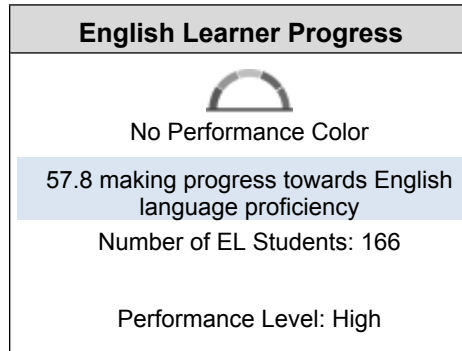 English Learner Progress
No Performance Color
57.8 making progress towards English
language proficiency
Number of EL Students: 166
Performance Level: High